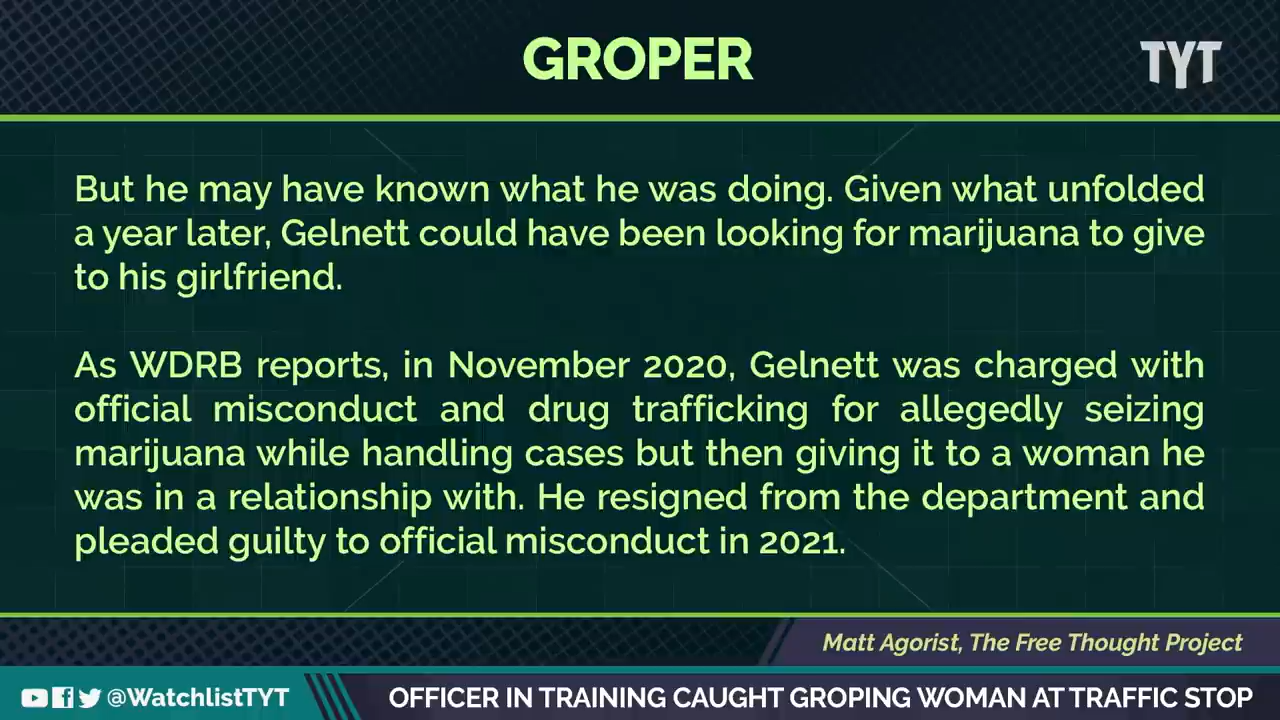 GROPER
TYT
But he may have known what he was doing. Given what unfolded
a year later, Gelnett could have been looking for marijuana to give
to his girlfriend.
As WDRB reports, in November 2020, Gelnett was charged with
official misconduct and drug trafficking for allegedly seizing
marijuana while handling cases but then giving it to a woman he
was in a relationship with. He resigned from the department and
pleaded guilty to official misconduct in 2021.
Matt Agorist, The Free Thought Project
@WatchlistTYT
OFFICER IN TRAINING CAUGHT GROPING WOMAN AT TRAFFIC STOP